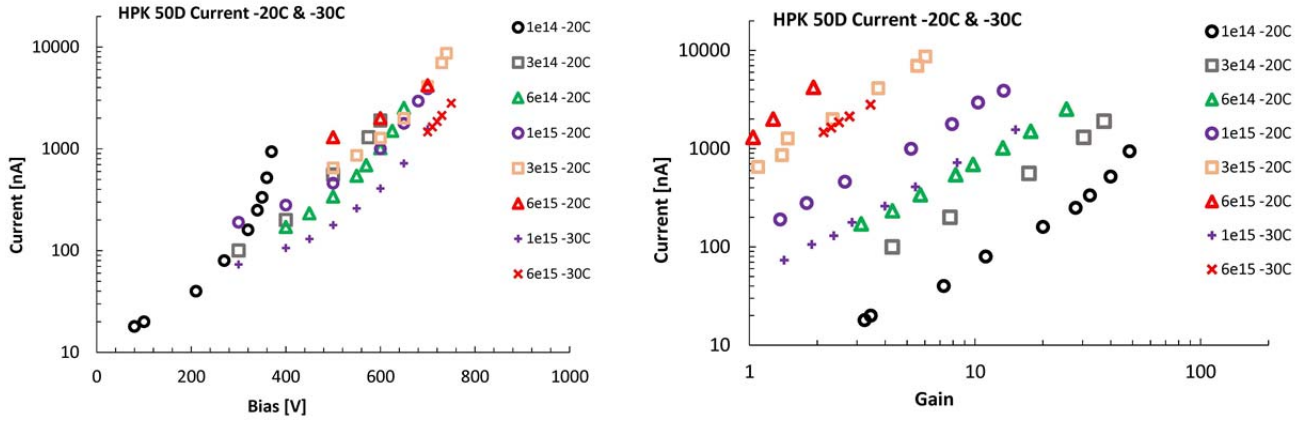 HPK 50D Current -20C & -30C
10000
1000
100
10
0
200
400
600
800
1000
Current [nA]
Bias [V]
1e14 -20C
3e14 -20C
6e14 -20C
1e15 -20C
3e15 -20C
6e15 -20C
1e15 -30C
6e15 -30C
HPK 50D Current -20C & -30C
10000
1000
100
10
1
10
100
Current [nA]
Gain
1e14 -20C
3e14 -20C
6e14 -20C
1e15 -20C
3e15 -20C
6e15 -20C
1e15 -30C
6e15 -30C